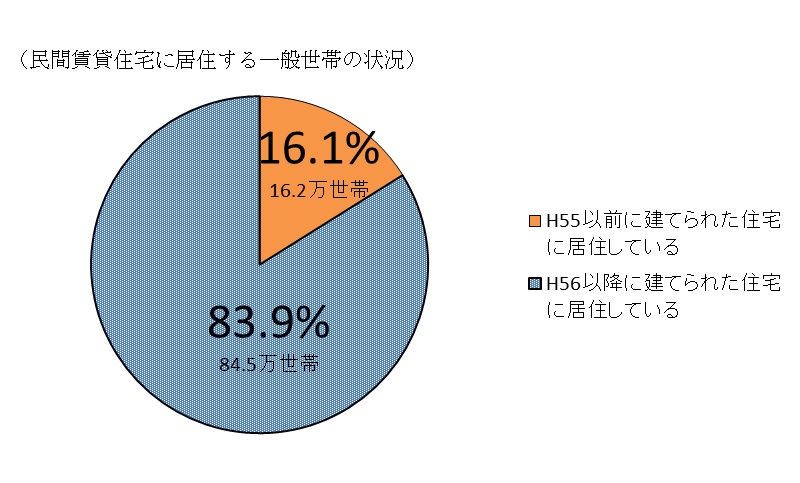 （民間賃貸住宅に居住する一般世帯の状況）
16.1%
16.2万世帯
83.9%
84.5万世帯
H55以前に建てられた住宅
に居住している
H56以降に建てられた住宅
に居住している